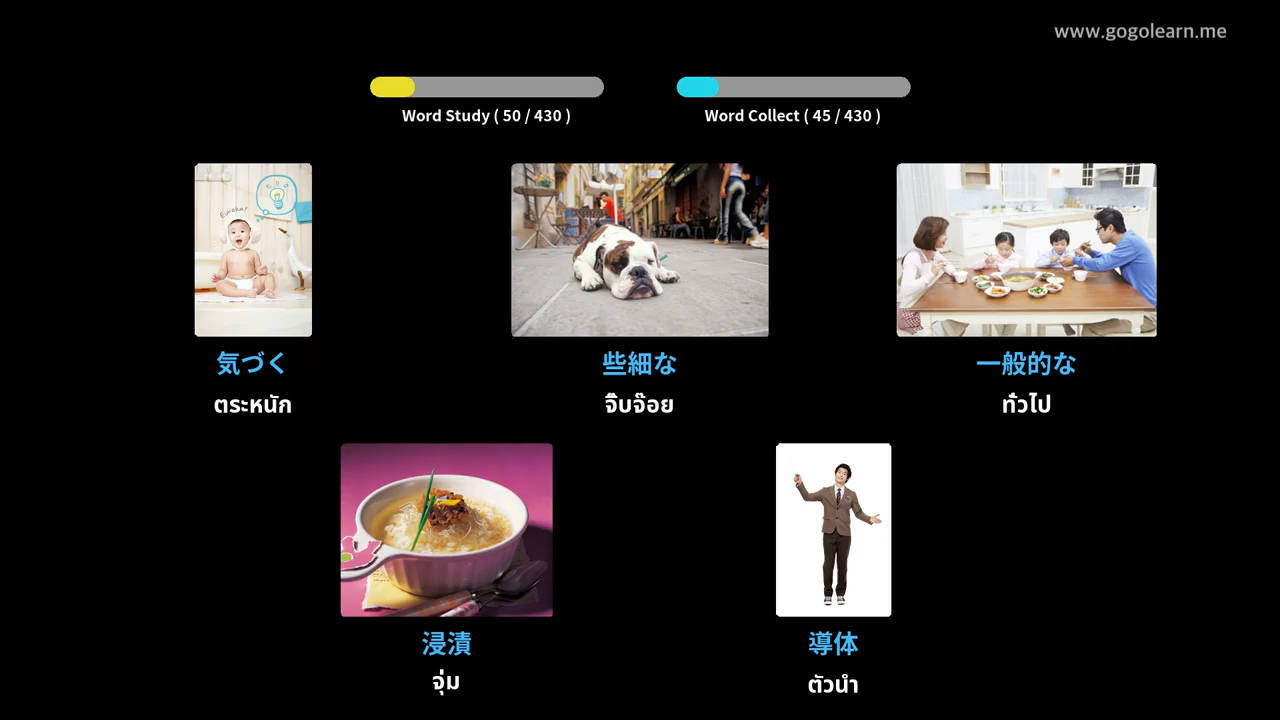 www.gogolearn.me
Word Study ( 50 / 430 )
Word Collect ( 45 / 430 )
Eureka!
気づく
些細な
一般的な
ตระหนัก
จิ๊บจ๊อย
ทั่วไป
浸漬
導体
จุ่ม
ตัวนำ